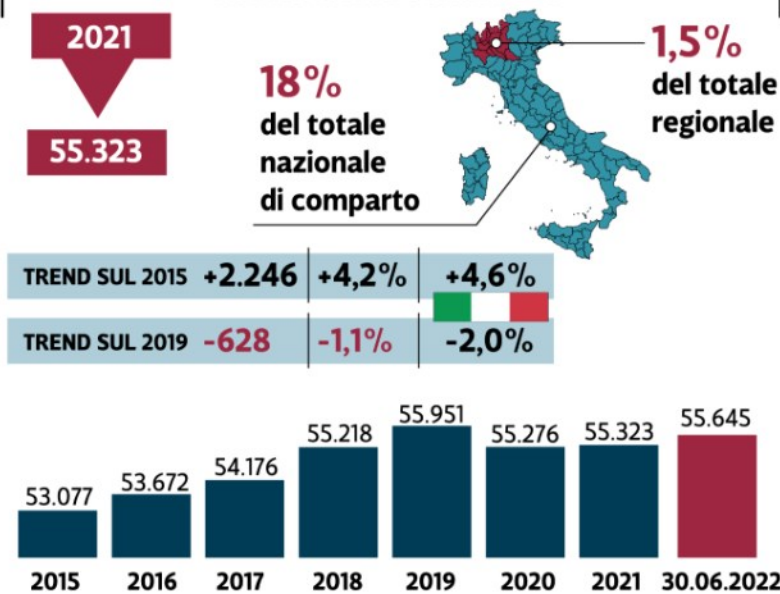 2021
55.323
18%
del totale
nazionale
di comparto
1,5%
del totale
regionale
TREND SUL 2015 +2.246 +4,2% +4,6%
TREND SUL 2019 -628 -1,1% -2,0%
53.077
53.672
54.176
55.218
55.951
55.276
55.323
55.645
2015 2016 2017 2018 2019 2020 2021 30.06.2022